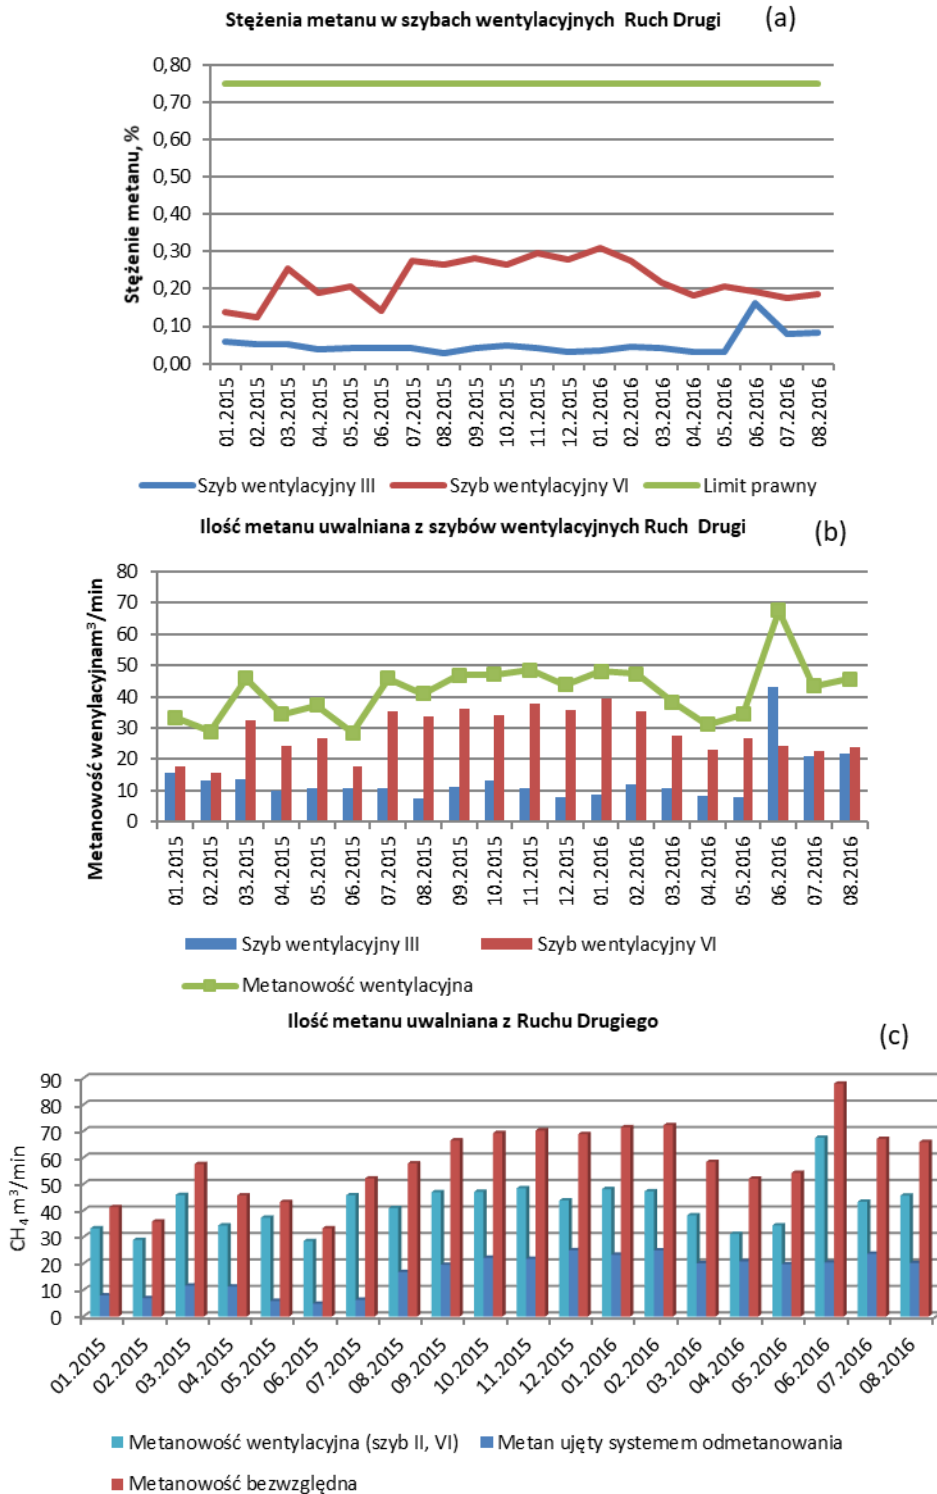 Stężenia metanu w szybach wentylacyjnych Ruch Drugi (a)
Stężenie metanu, %
0,80
0,70
0,60
0,50
0,40
0,30
0,20
0,10
0,00
01.2015 02.2015 03.2015 04.2015 05.2015 06.2015 07.2015 08.2015 09.2015 10.2015 11.2015 12.2015 01.2016 02.2016 03.2016 04.2016 05.2016 06.2016 07.2016 08.2016
Szyb wentylacyjny III Szyb wentylacyjny VI Limit prawny
Ilość metanu uwalniana z szybów wentylacyjnych Ruch Drugi (b)
Metanowość wenylacyjnam³/min
80
70
60
50
40
30
20
10
0
01.2015 02.2015 03.2015 04.2015 05.2015 06.2015 07.2015 08.2015 09.2015 10.2015 11.2015 12.2015 01.2016 02.2016 03.2016 04.2016 05.2016 06.2016 07.2016 08.2016
Szyb wentylacyjny III Szyb wentylacyjny VI
Metanowość wentylacyjna
Ilość metanu uwalniana z Ruchu Drugiego (c)
CH₄ m³/min
90
80
70
60
50
40
30
20
10
0
01.2015 02.2015 03.2015 04.2015 05.2015 06.2015 07.2015 08.2015 09.2015 10.2015 11.2015 12.2015 01.2016 02.2016 03.2016 04.2016 05.2016 06.2016 07.2016 08.2016
Metanowość wentylacyjna (szyb II, VI) Metan ujęty systemem odmetanowania
Metanowość bezwzględna